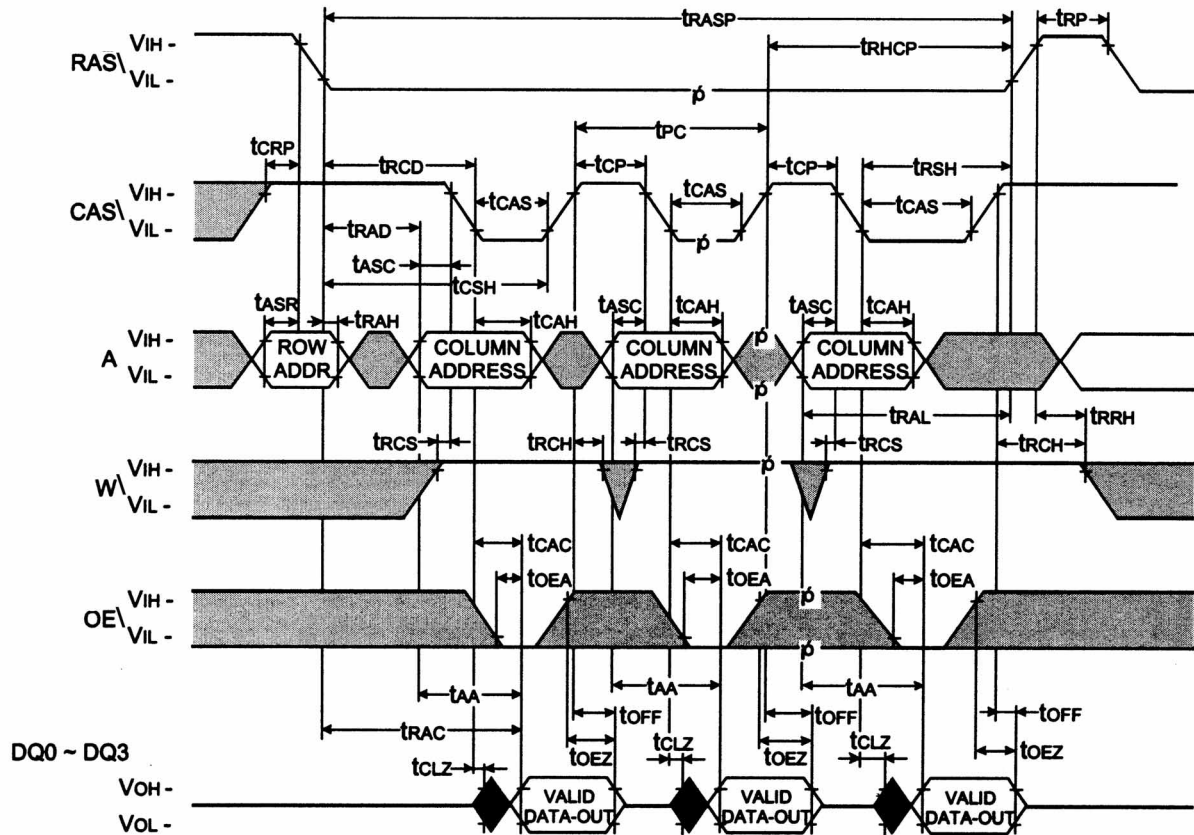 tRASP tRP
VIH -
RAS\
VIL -
tRHCP
tPC
tCRP tRCD tCP tCP tRSH
VIH -
CAS\
VIL -
tCAS tCAS tCAS
tRAD
tASC
tCSH
tASR tRAH tCAH tASC tCAH tASC tCAH
VIH -
A
VIL -
ROW ADDR. COLUMN ADDRESS COLUMN ADDRESS COLUMN ADDRESS
tRAL tRRH
tRCS tRCH tRCS tRCS tRCH
VIH -
W\
VIL -
tCAC tCAC tCAC
tOEA tOEA tOEA
VIH -
OE\
VIL -
tAA tAA tAA
tOFF tOFF tOFF
tRAC
DQ0 ~ DQ3
tCLZ tOEZ tCLZ tOEZ tCLZ tOEZ
VOH -
VOL -
VALID VALID VALID
DATA-OUT DATA-OUT DATA-OUT